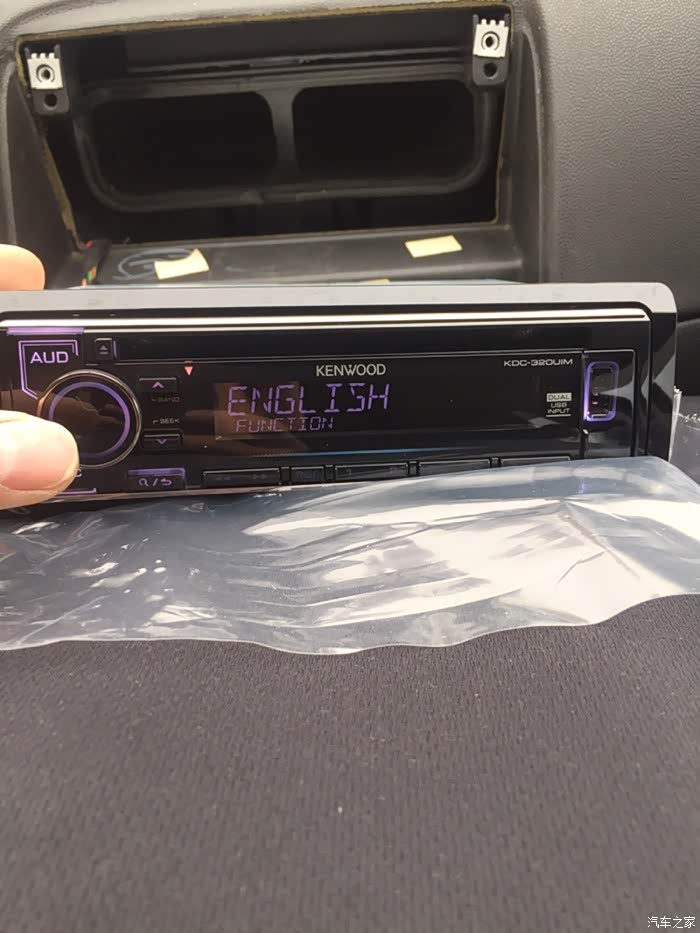 AUD
BAND
SEEK
KENWOOD
KDC-320UIM
ENGLISH
FUNCTION
DUAL
USB
INPUT
汽车之家